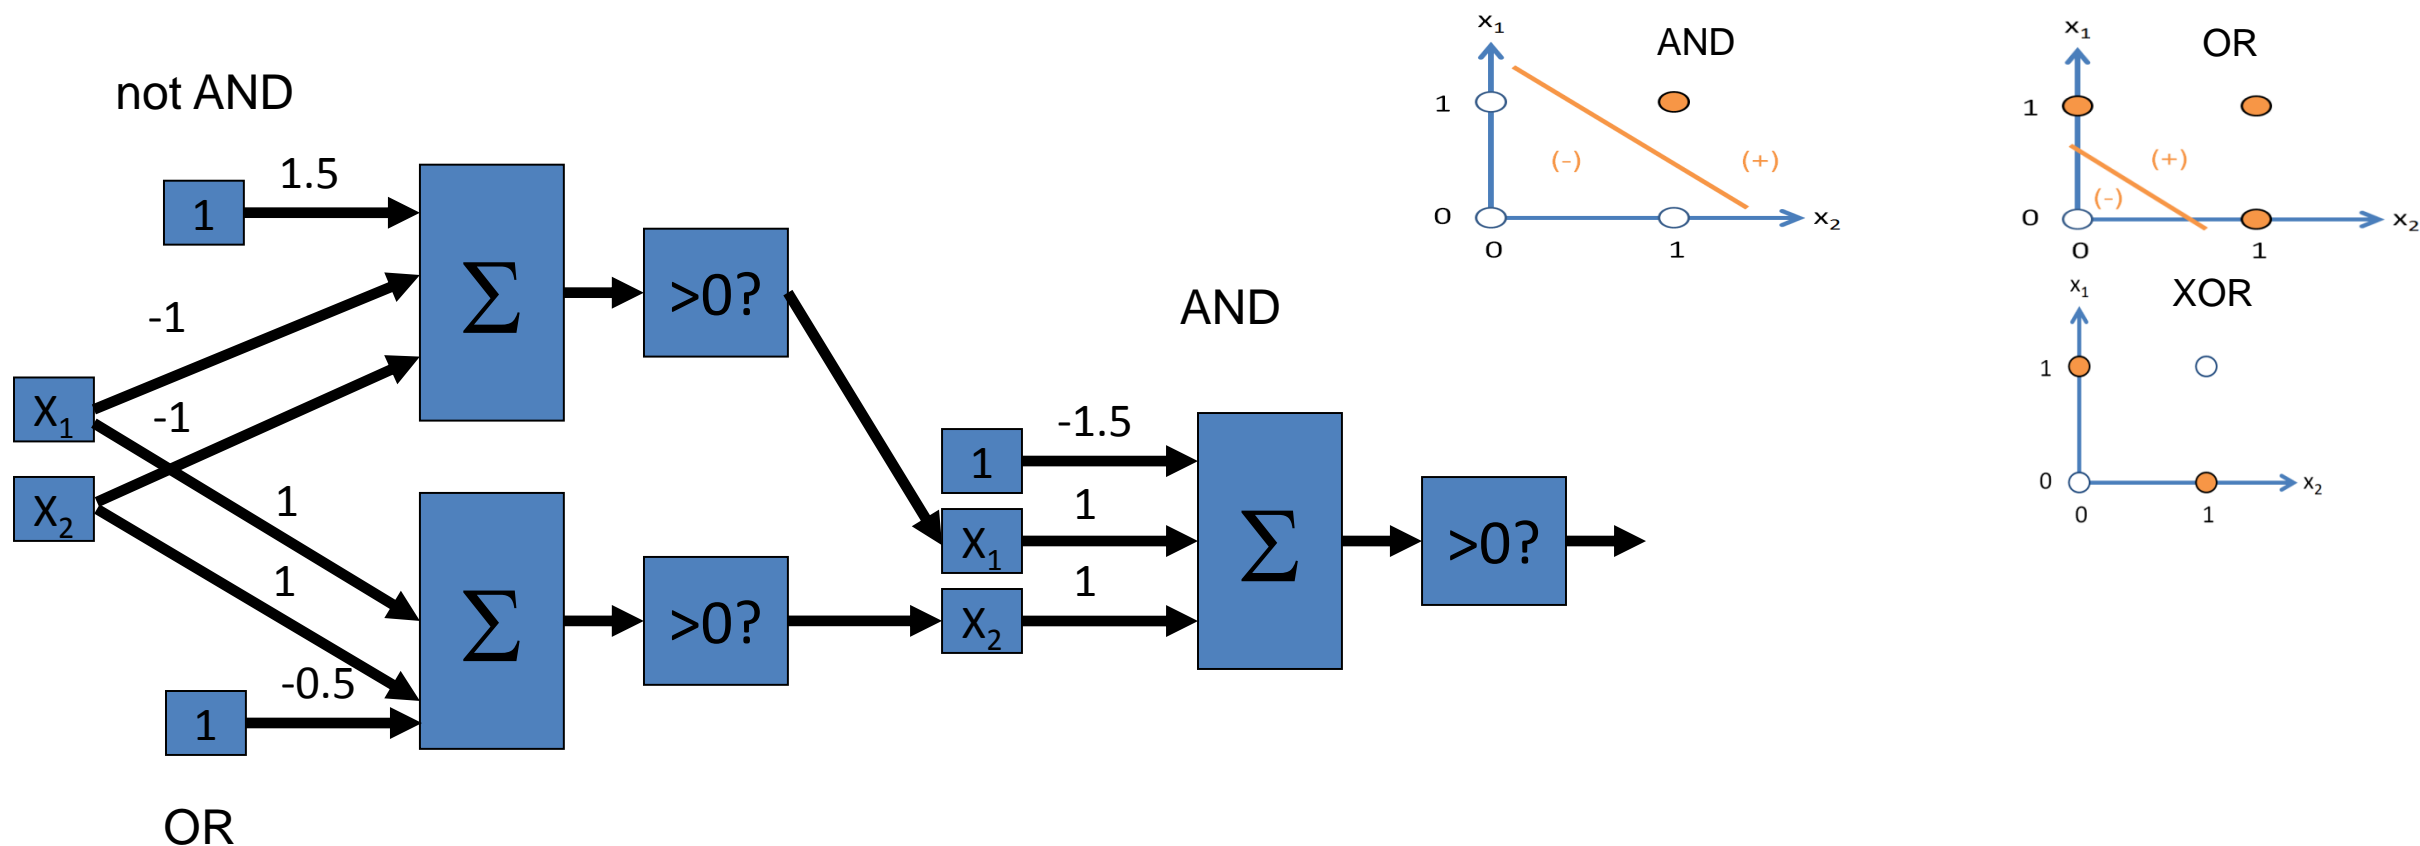 not AND
1
1.5
-1
-1
X₁
X₂
1
1
-0.5
1
OR
Σ
>0?
Σ
>0?
AND
1
-1.5
X₁
1
X₂
1
Σ
>0?
x₁
AND
1
(-)
(+)
0
x₂
0
1
x₁
OR
1
(+)
(-)
0
x₂
0
1
x₁
XOR
1
0
x₂
0
1